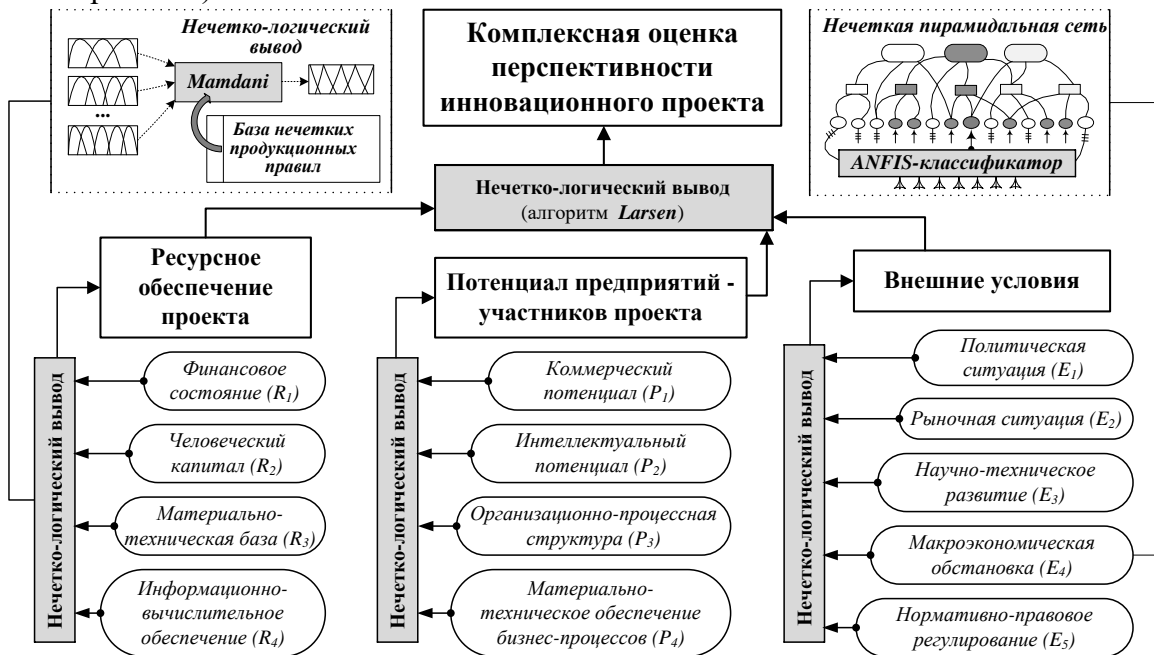 Нечетко-логический
вывод
Mamdani
...
База нечетких
продукционных
правил
Комплексная оценка
перспективности
инновационного проекта
Нечеткая пирамидальная сеть
ANFIS-классификатор
Нечетко-логический вывод
(алгоритм Larsen)
Ресурсное
обеспечение
проекта
Потенциал предприятий -
участников проекта
Внешние условия
Нечетко-логический вывод
Финансовое
состояние (R1)
Человеческий
капитал (R2)
Материально-
техническая база (R3)
Информационно-
вычислительное
обеспечение (R4)
Нечетко-логический вывод
Коммерческий
потенциал (P1)
Интеллектуальный
потенциал (P2)
Организационно-процессная
структура (P3)
Материально-
техническое обеспечение
бизнес-процессов (P4)
Нечетко-логический вывод
Политическая
ситуация (E1)
Рыночная ситуация (E2)
Научно-техническое
развитие (E3)
Макроэкономическая
обстановка (E4)
Нормативно-правовое
регулирование (E5)